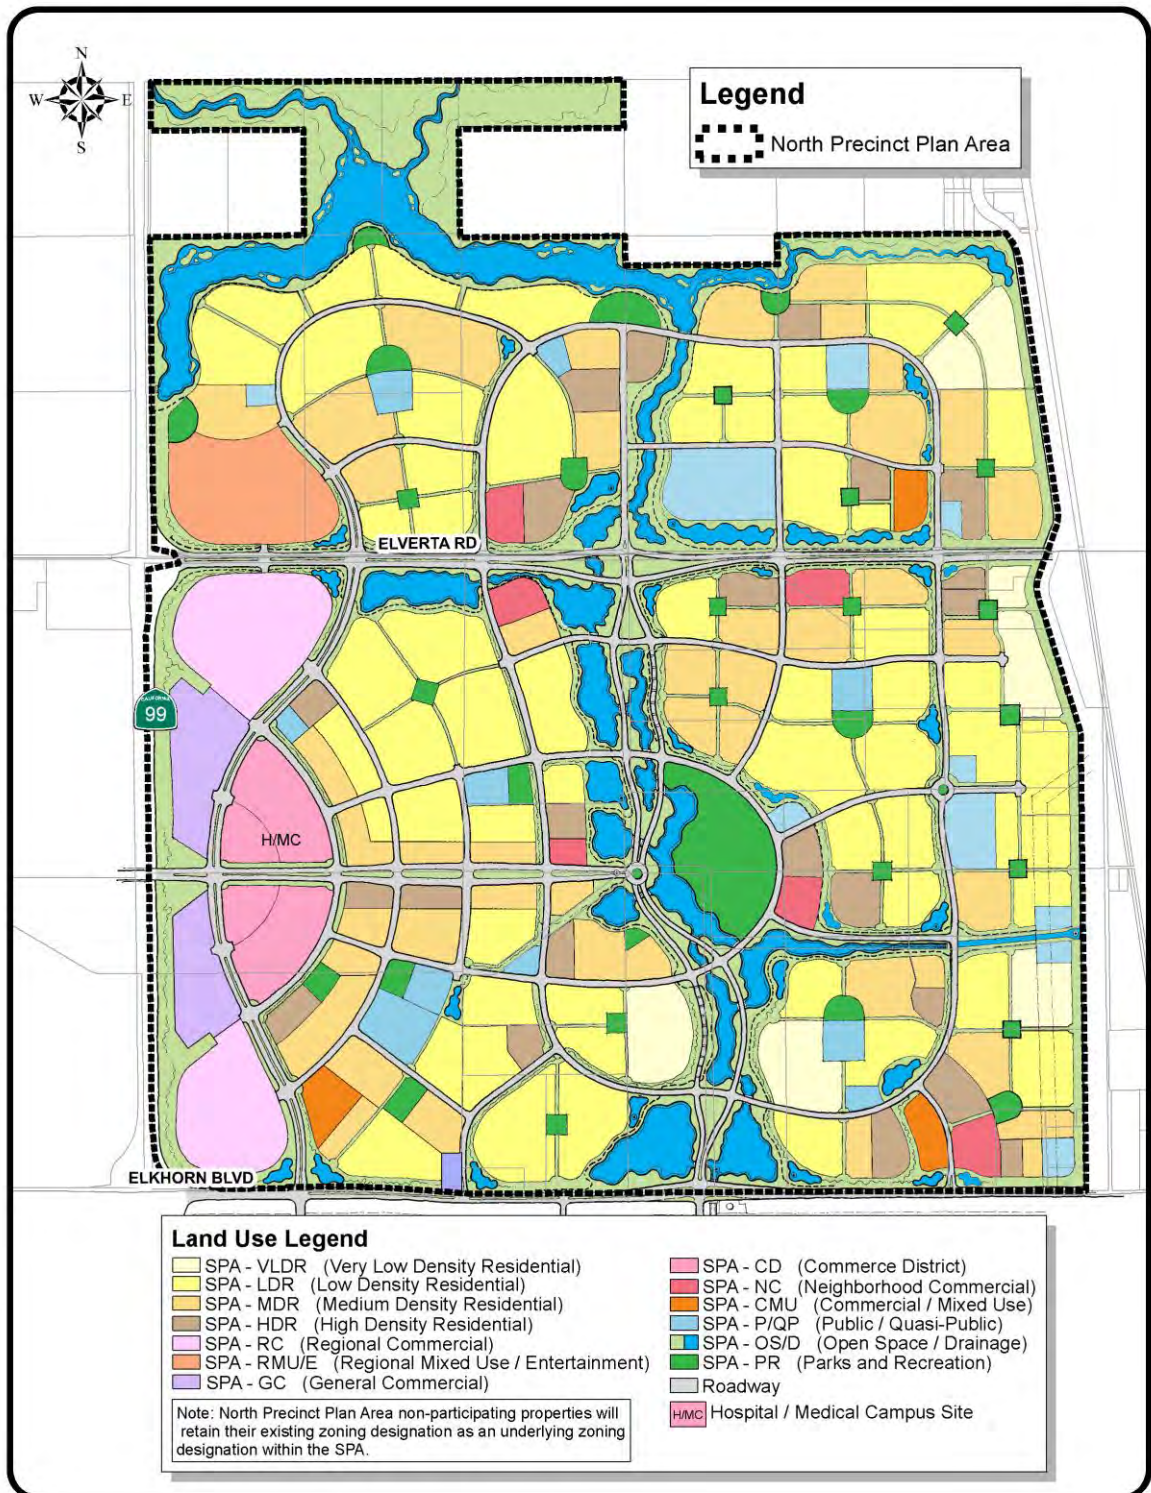 N
W E
S
Legend
North Precinct Plan Area
ELVERTA RD
CALIFORNIA
99
H/MC
ELKHORN BLVD
Land Use Legend
SPA - VLDR (Very Low Density Residential)
SPA - LDR (Low Density Residential)
SPA - MDR (Medium Density Residential)
SPA - HDR (High Density Residential)
SPA - RC (Regional Commercial)
SPA - RMU/E (Regional Mixed Use / Entertainment)
SPA - GC (General Commercial)
Note: North Precinct Plan Area non-participating properties will
retain their existing zoning designation as an underlying zoning
designation within the SPA.
SPA - CD (Commerce District)
SPA - NC (Neighborhood Commercial)
SPA - CMU (Commercial / Mixed Use)
SPA - P/QP (Public / Quasi-Public)
SPA - OS/D (Open Space / Drainage)
SPA - PR (Parks and Recreation)
Roadway
H/MC Hospital / Medical Campus Site